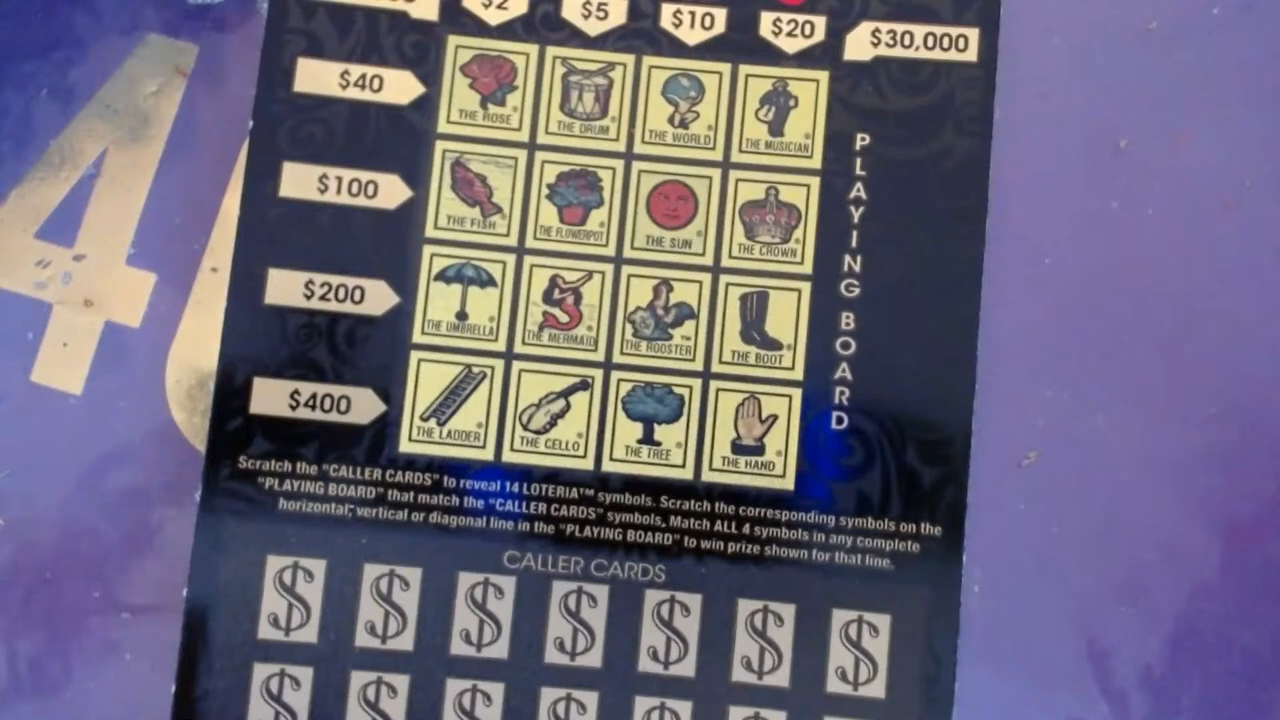 $2 $5 $10 $20 $30,000
$40
THE ROSE® THE DRUM® THE WORLD® THE MUSICIAN®
$100
THE FISH® THE FLOWERPOT® THE SUN® THE CROWN®
$200
THE UMBRELLA® THE MERMAID® THE ROOSTER™ THE BOOT®
$400
THE LADDER® THE CELLO® THE TREE® THE HAND®
PLAYING BOARD
Scratch the "CALLER CARDS" to reveal 14 LOTERIA™ symbols. Scratch the corresponding symbols on the
"PLAYING BOARD" that match the "CALLER CARDS" symbols, Match ALL 4 symbols in any complete
horizontal, vertical or diagonal line in the "PLAYING BOARD" to win prize shown for that line.
CALLER CARDS
$ $ $ $ $ $ $
$ $ $ $ $ $
4